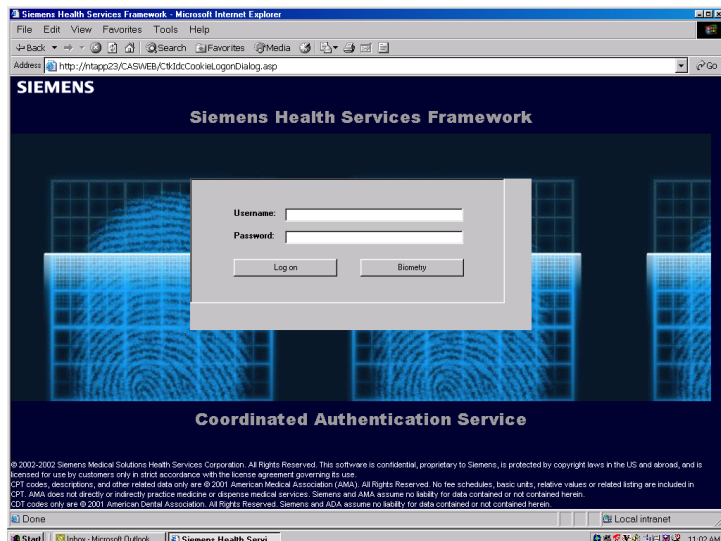 Siemens Health Services Framework - Microsoft Internet Explorer
File Edit View Favorites Tools Help
Back Search Favorites Media
Address http://ntapp23/CASWEB/CtkIdcCookieLogonDialog.asp Go
SIEMENS
Siemens Health Services Framework
Username:
Password:
Log on Biometry
Coordinated Authentication Service
© 2002-2002 Siemens Medical Solutions Health Services Corporation. All Rights Reserved. This software is confidential, proprietary to Siemens, is protected by copyright laws in the US and abroad, and is
licensed for use by customers only in strict accordance with the license agreement governing its use.
CPT codes, descriptions, and other related data only are © 2001 American Medical Association (AMA). All Rights Reserved. No fee schedules, basic units, relative values or related listing are included in
CPT. AMA does not directly or indirectly practice medicine or dispense medical services. Siemens and AMA assume no liability for data contained or not contained herein.
CDT codes only are © 2001 American Dental Association. All Rights Reserved. Siemens and ADA assume no liability for data contained or not contained herein.
Done Local intranet
Start Inbox - Microsoft Outlook Siemens Health Servi... 11:02 AM